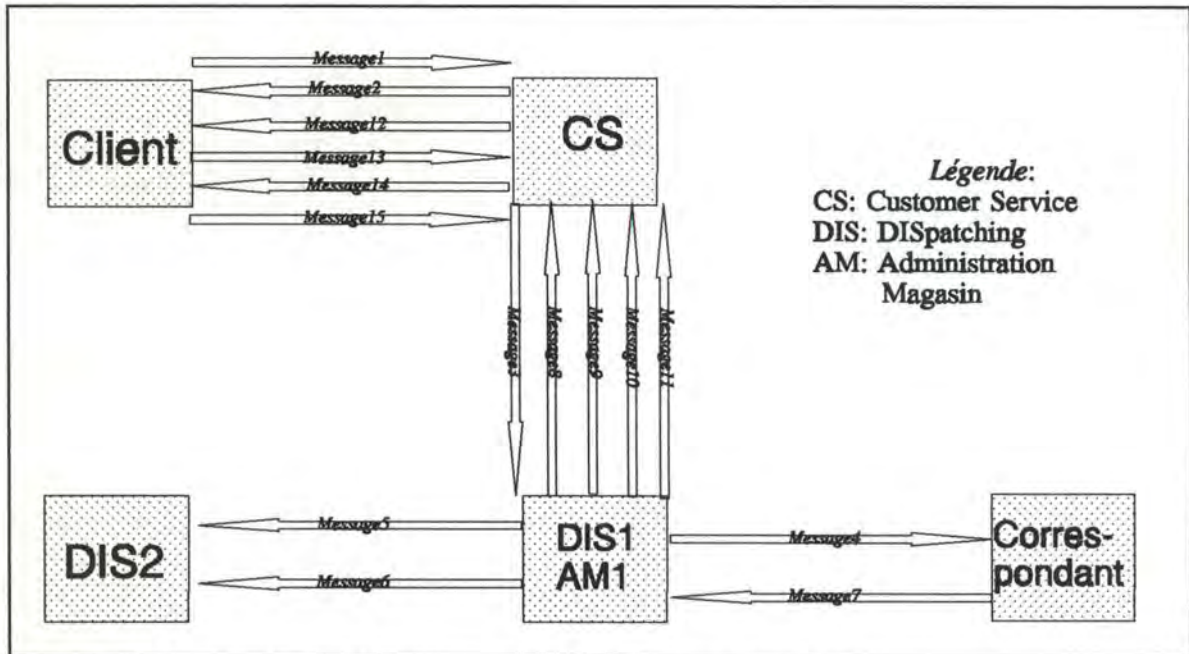 Message1
Message2
Message12
Message13
Message14
Message15
Client
CS
Légende:
CS: Customer Service
DIS: DISpatching
AM: Administration
Magasin
Message3
Message8
Message9
Message10
Message11
Message5
Message6
DIS2
DIS1
AM1
Message4
Message7
Corres-
pondant